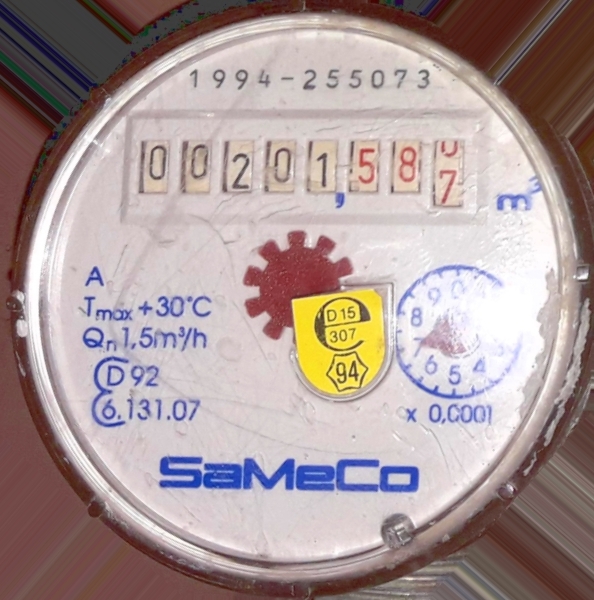 1994-255073
00201,587 m³
A
Tmax +30°C
Qn 1,5m³/h
D 92
6.131.07
e D15
307
94
9 0
8
7
6 5 4
x 0,0001
SaMeCo